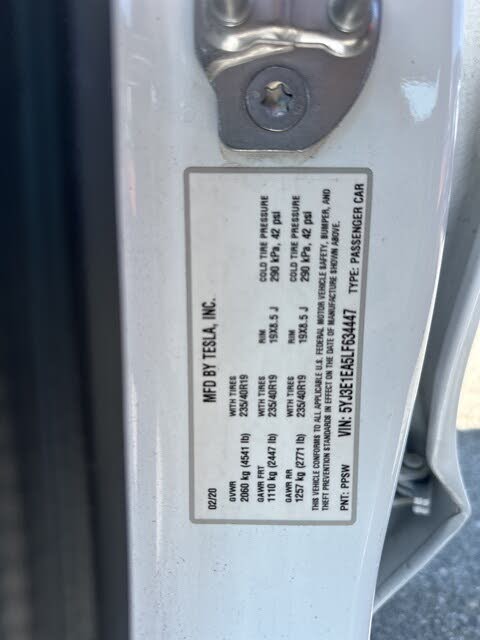 MFD BY TESLA, INC.
02/20
GVWR WITH TIRES RIM COLD TIRE PRESSURE
2060 kg (4541 lb) 235/40R19 19X8.5 J 290 kPa, 42 psi
GAWR FRT WITH TIRES RIM COLD TIRE PRESSURE
1110 kg (2447 lb) 235/40R19 19X8.5 J 290 kPa, 42 psi
GAWR RR WITH TIRES
1257 kg (2771 lb) 235/40R19
THIS VEHICLE CONFORMS TO ALL APPLICABLE U.S. FEDERAL MOTOR VEHICLE SAFETY, BUMPER, AND
THEFT PREVENTION STANDARDS IN EFFECT ON THE DATE OF MANUFACTURE SHOWN ABOVE.
PNT: PPSW VIN: 5YJ3E1EA5LF634447 TYPE: PASSENGER CAR